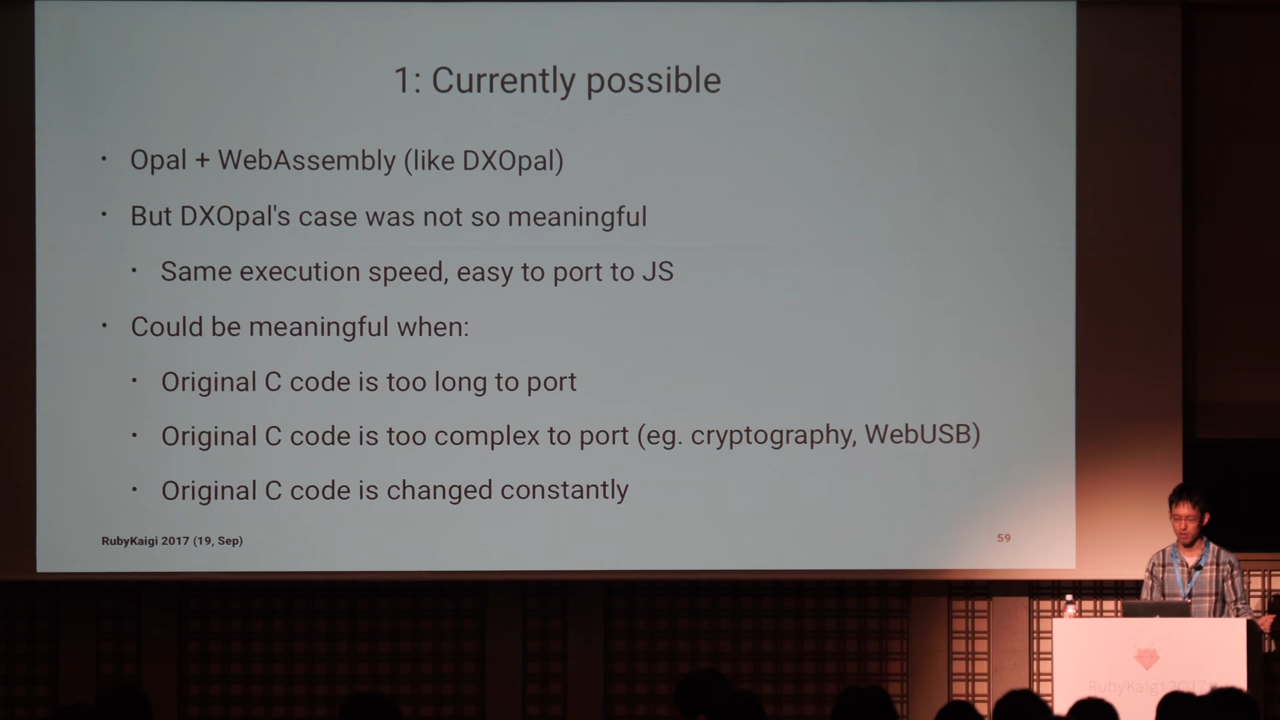 1: Currently possible
• Opal + WebAssembly (like DXOpal)
• But DXOpal's case was not so meaningful
• Same execution speed, easy to port to JS
• Could be meaningful when:
• Original C code is too long to port
• Original C code is too complex to port (eg. cryptography, WebUSB)
• Original C code is changed constantly
RubyKaigi 2017 (19, Sep)
59
RubyKaigi 2017